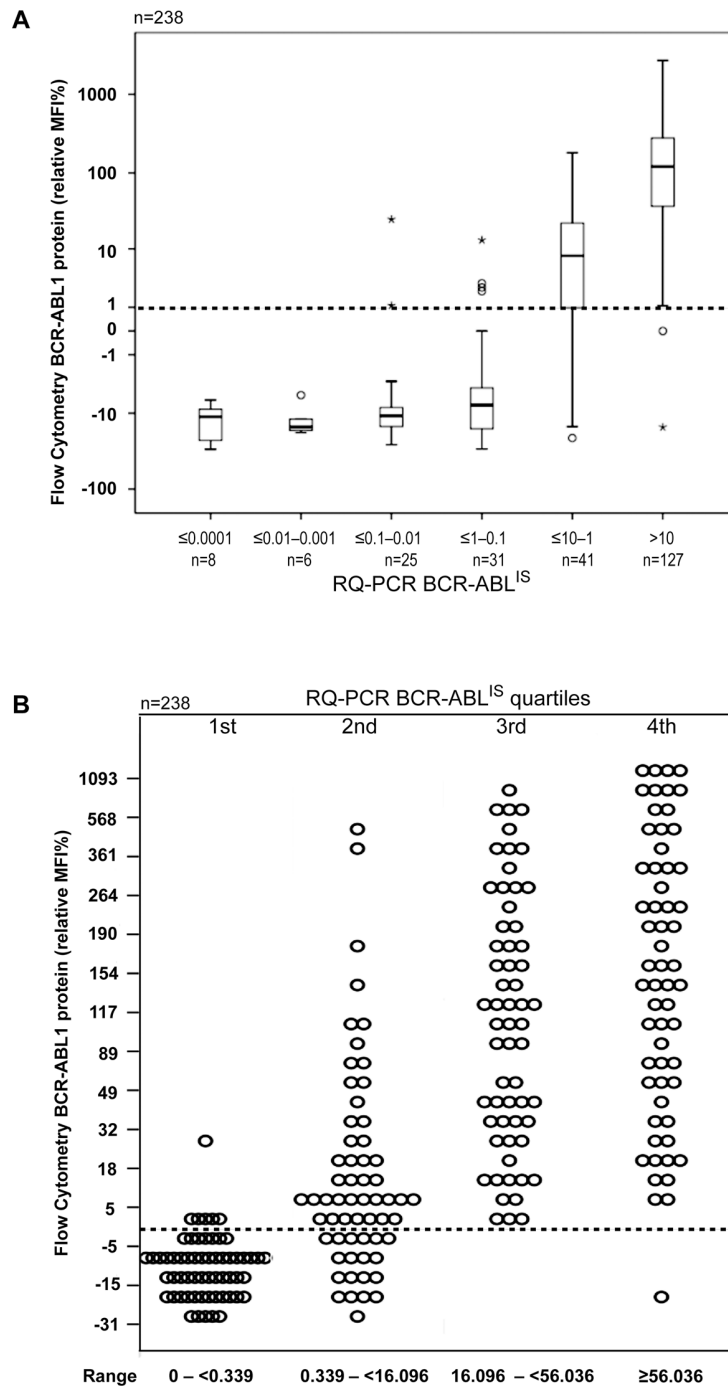 A
n=238
Flow Cytometry BCR-ABL1 protein (relative MFI%)
1000
100
10
1
0
-1
-10
-100
≤0.0001 ≤0.01–0.001 ≤0.1–0.01 ≤1–0.1 ≤10–1 >10
n=8 n=6 n=25 n=31 n=41 n=127
RQ-PCR BCR-ABL^IS
B
n=238 RQ-PCR BCR-ABL^IS quartiles
1st 2nd 3rd 4th
Flow Cytometry BCR-ABL1 protein (relative MFI%)
1093
568
361
264
190
154
117
89
49
32
18
5
-5
-15
-31
Range 0 – <0.339 0.339 – <16.096 16.096 – <56.036 ≥56.036